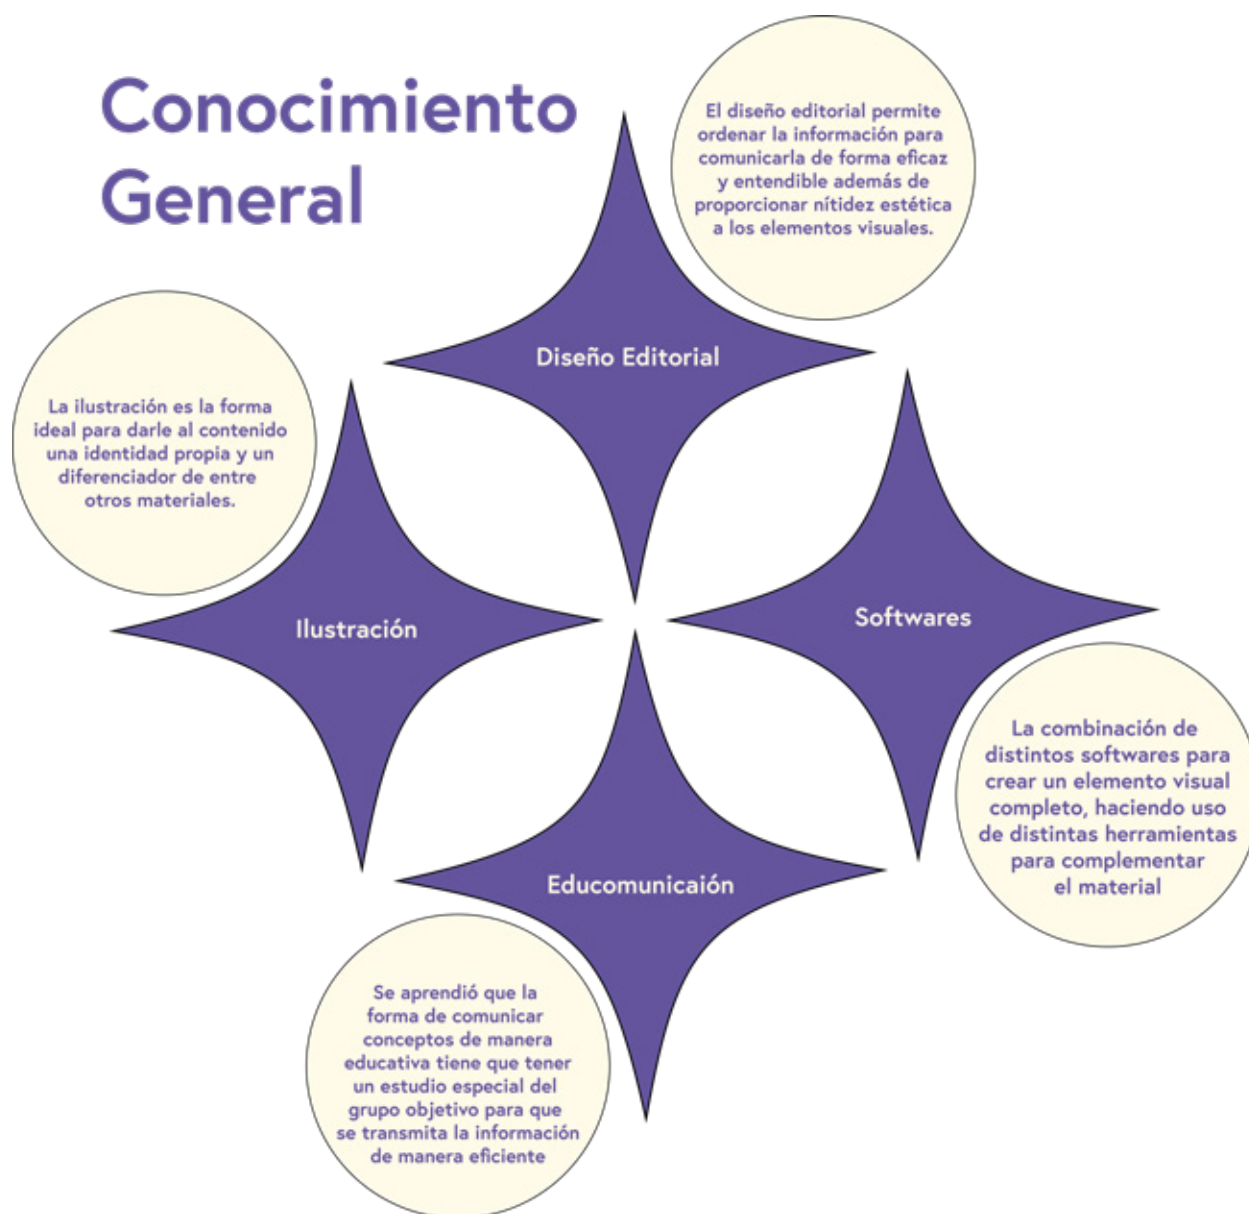 Conocimiento
General
El diseño editorial permite
ordenar la información para
comunicarla de forma eficaz
y entendible además de
proporcionar nítidez estética
a los elementos visuales.
Diseño Editorial
La ilustración es la forma
ideal para darle al contenido
una identidad propia y un
diferenciador de entre
otros materiales.
Ilustración
Softwares
La combinación de
distintos softwares para
crear un elemento visual
completo, haciendo uso
de distintas herramientas
para complementar
el material
Educomunicaión
Se aprendió que la
forma de comunicar
conceptos de manera
educativa tiene que tener
un estudio especial del
grupo objetivo para que
se transmita la información
de manera eficiente